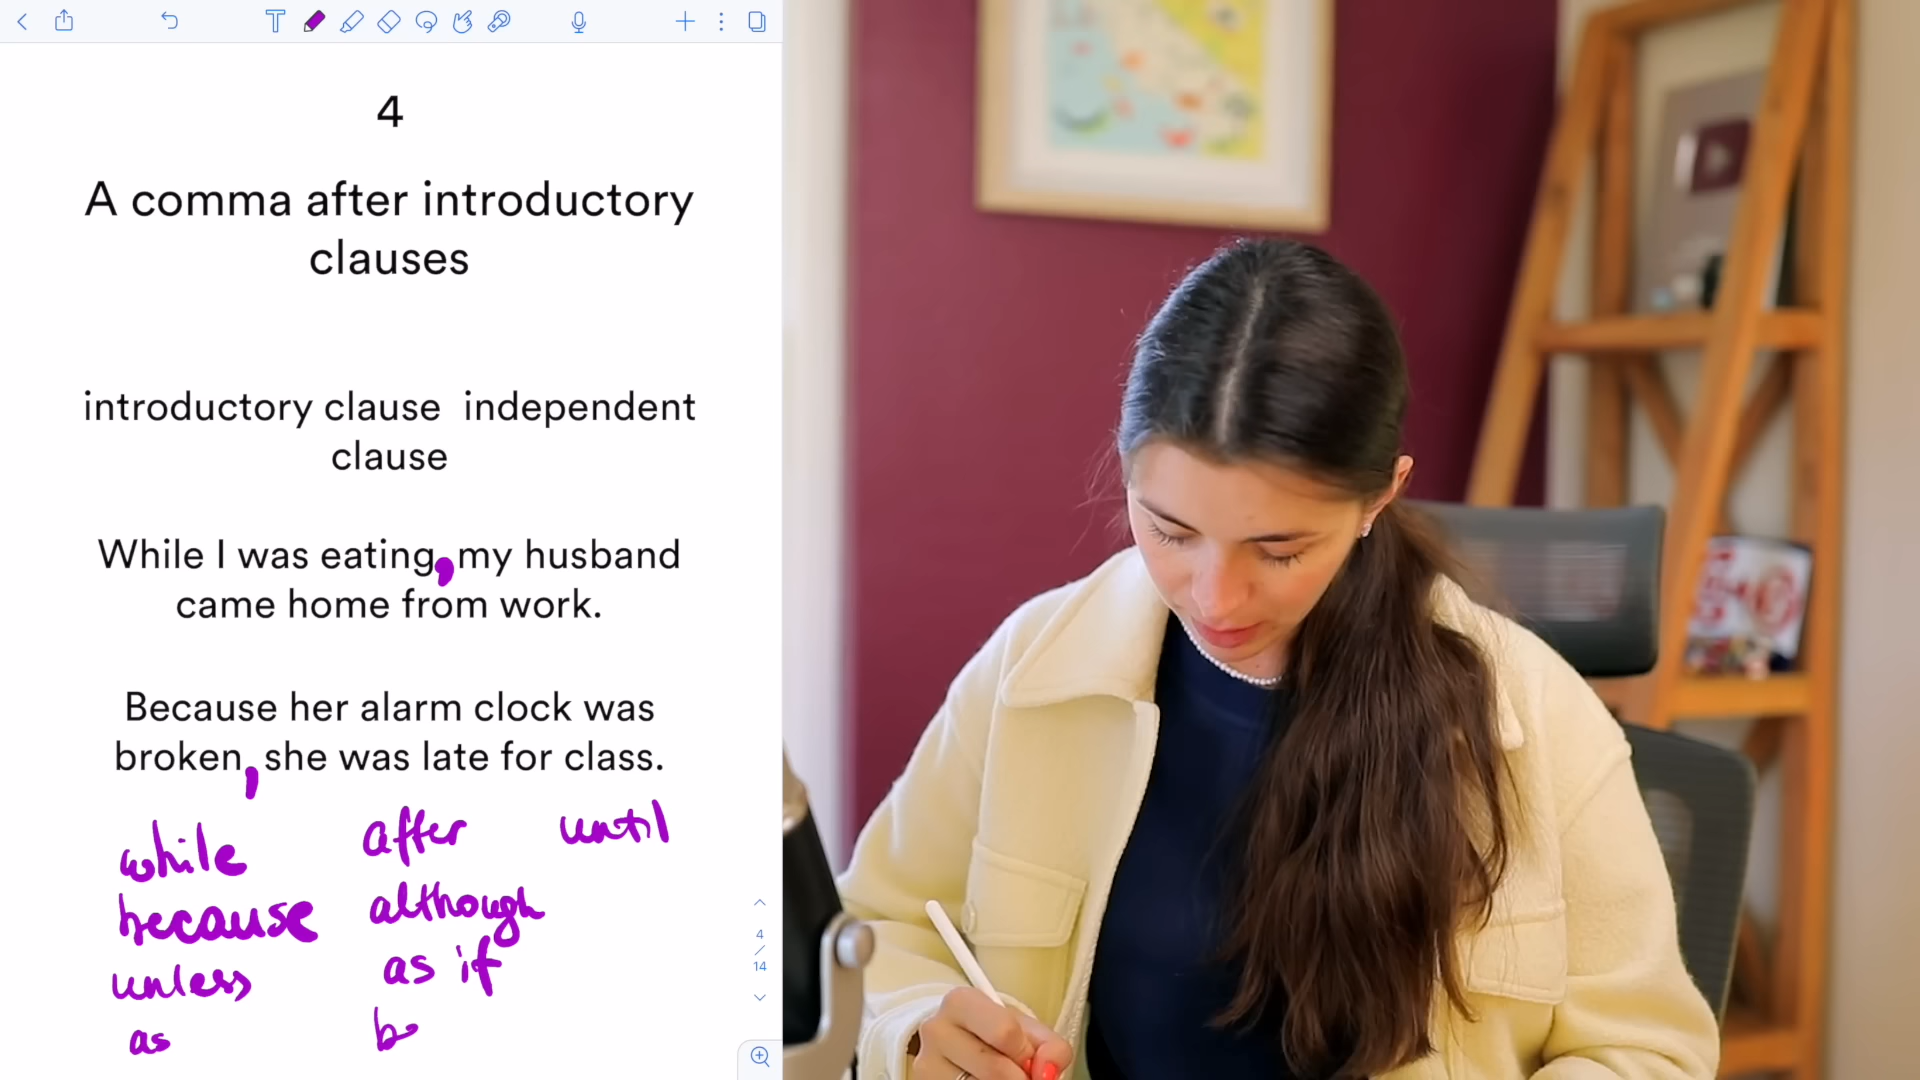 4
A comma after introductory
clauses
introductory clause independent
clause
While I was eating, my husband
came home from work.
Because her alarm clock was
broken, she was late for class.
while after until
because although
unless as if
as
4
/
14